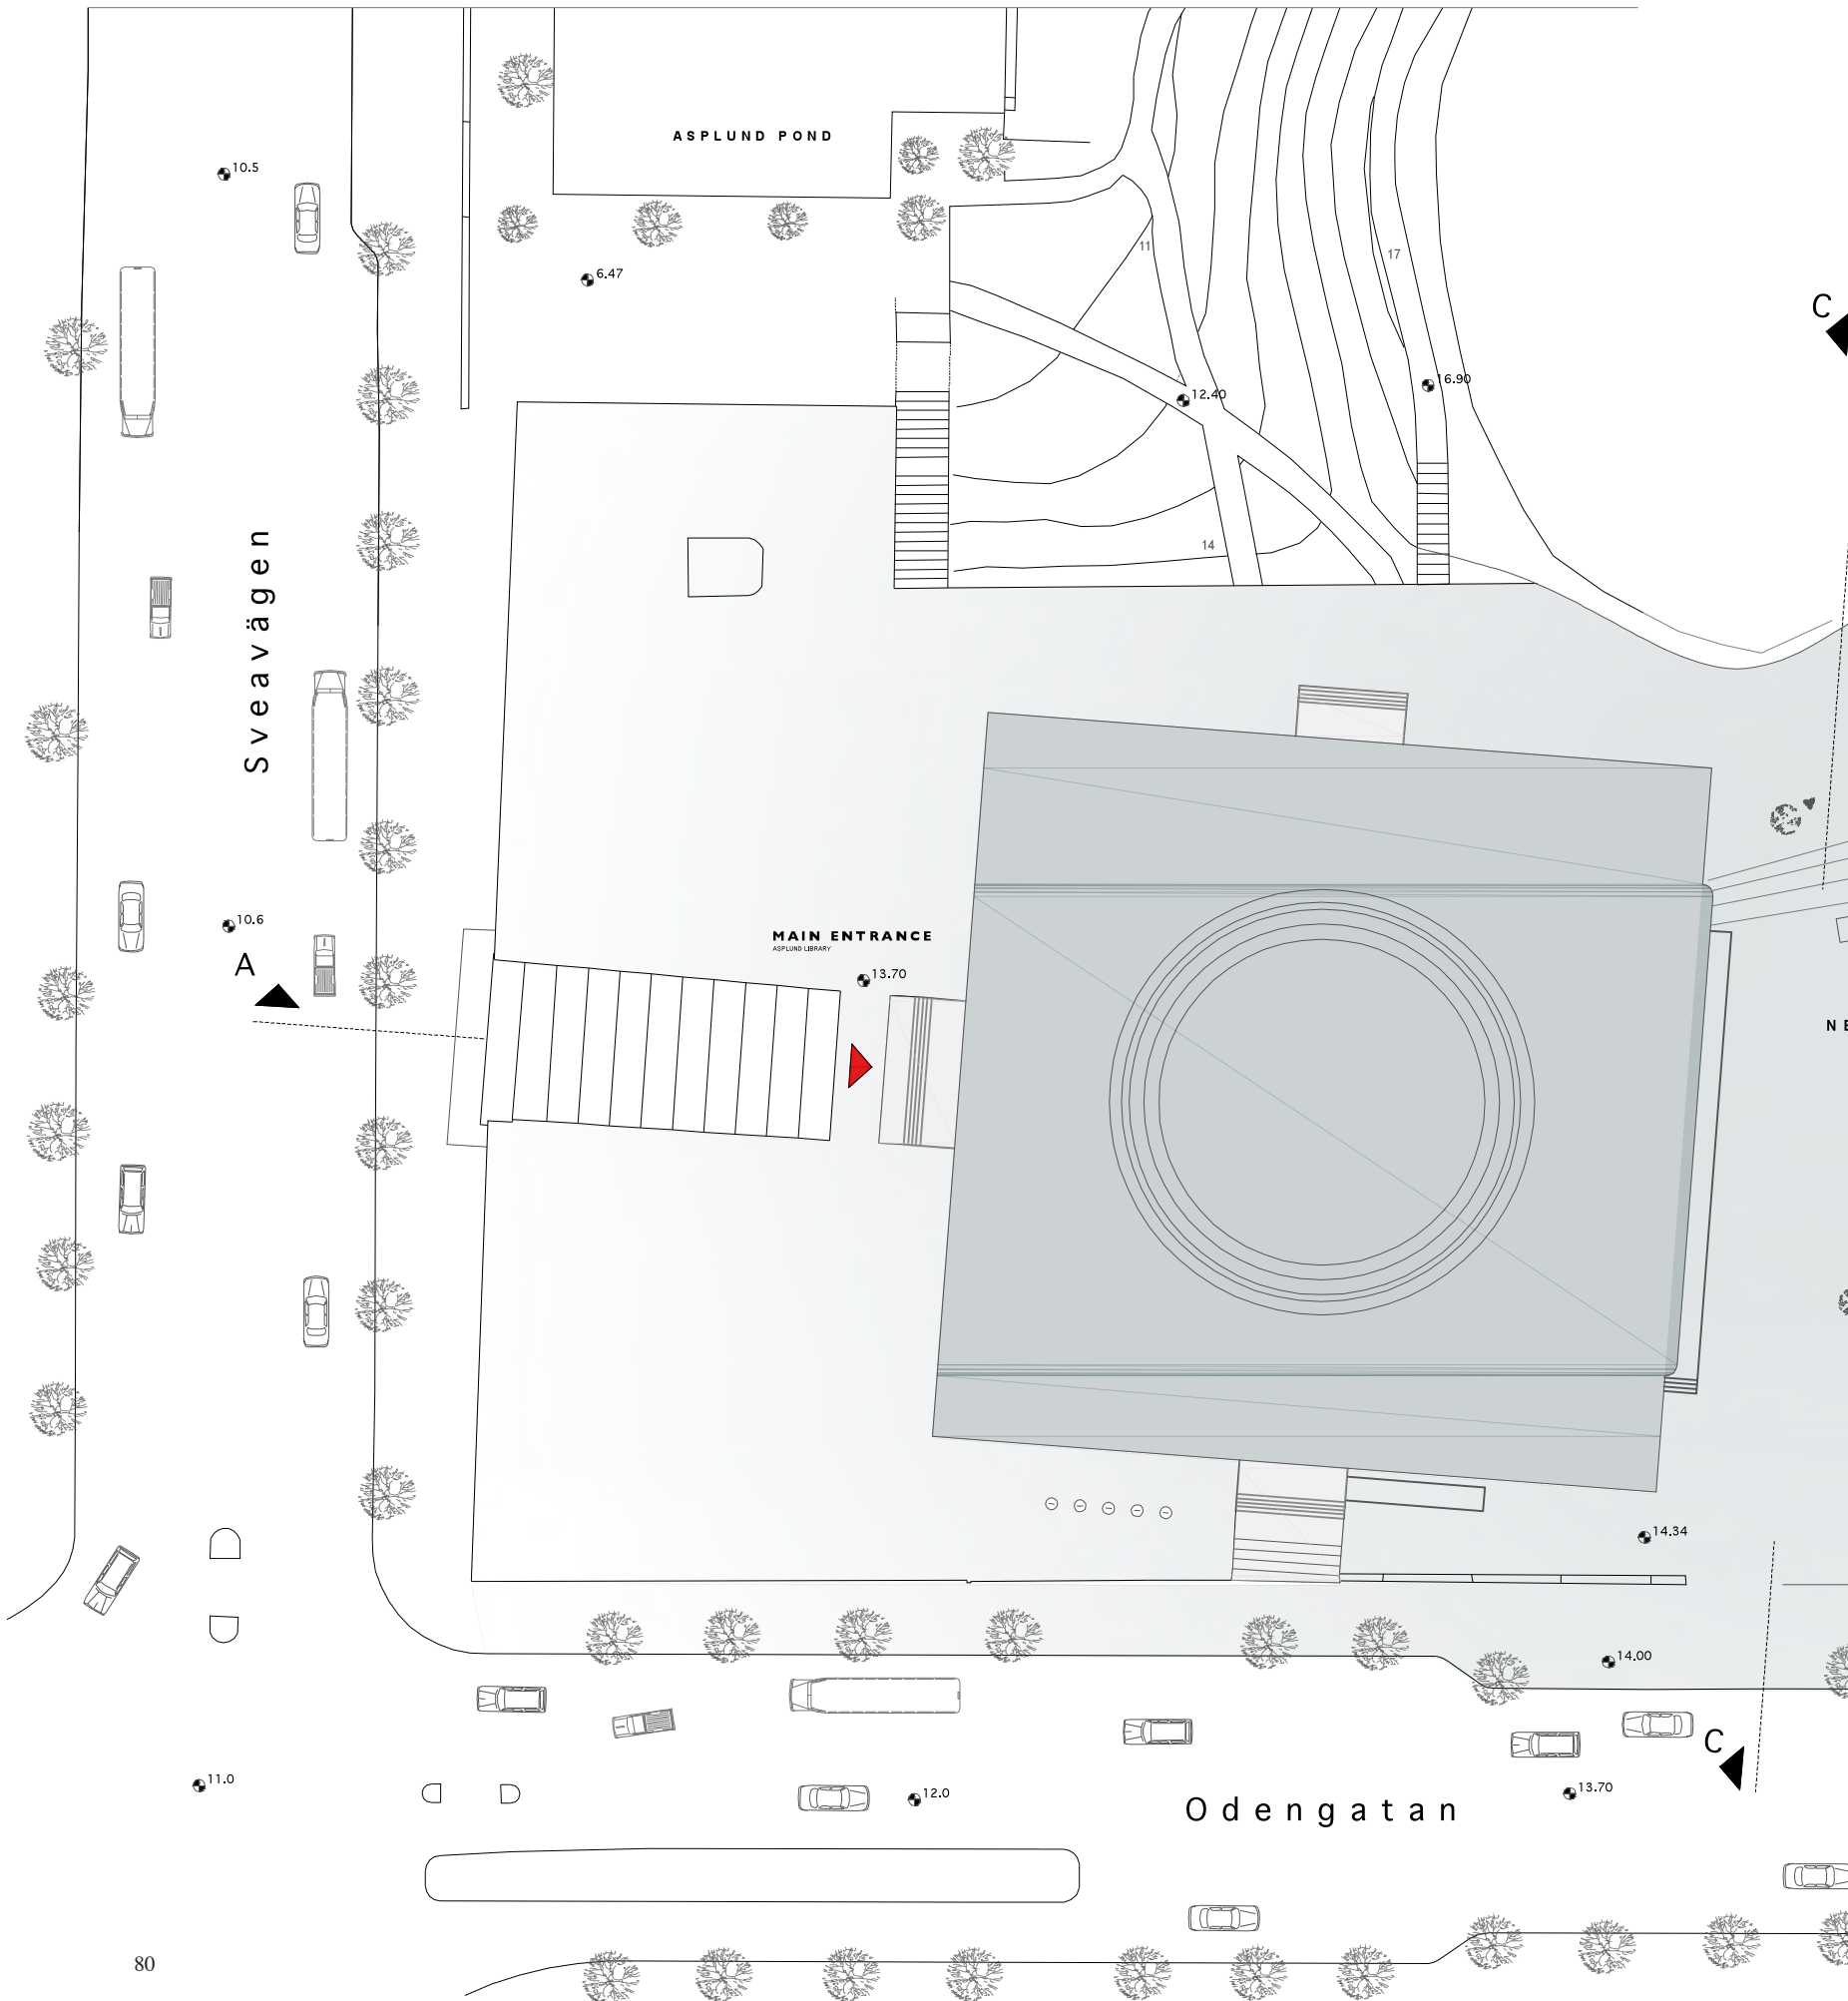 ASPLUND POND
10.5
11
17
6.47
C
16.90
12.40
14
Sveavägen
10.6
MAIN ENTRANCE
ASPLUND LIBRARY
A
13.70
NE
14.34
14.00
C
11.0
12.0
13.70
Odengatan
80